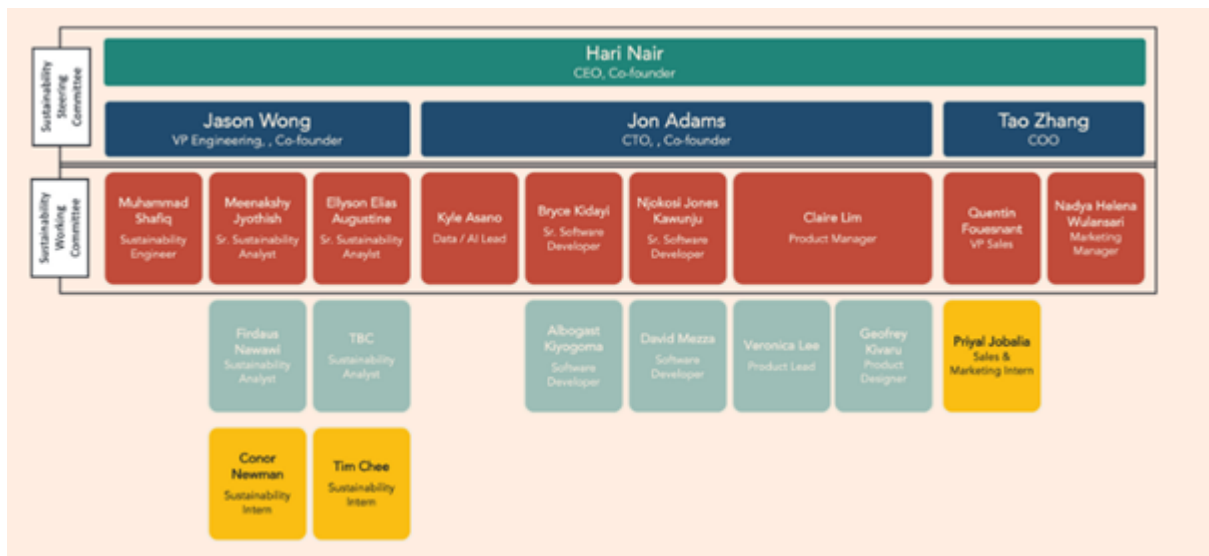 Sustainability
Steering
Committee
Hari Nair
CEO, Co-founder
Jason Wong
VP Engineering, , Co-founder
Jon Adams
CTO, , Co-founder
Tao Zhang
COO
Sustainability
Working
Committee
Muhammad
Shafiq
Sustainability
Engineer
Meenakshy
Jyothish
Sr. Sustainability
Analyst
Ellyson Elias
Augustine
Sr. Sustainability
Anaylst
Kyle Asano
Data / AI Lead
Bryce Kidayi
Sr. Software
Developer
Njokosi Jones
Kawunju
Sr. Software
Developer
Claire Lim
Product Manager
Quentin
Fouesnant
VP Sales
Nadya Helena
Wulansari
Marketing
Manager
Firdaus
Nawawi
Sustainability
Analyst
TBC
Sustainability
Analyst
Albogast
Kiyogoma
Software
Developer
David Mezza
Software
Developer
Veronica Lee
Product Lead
Geofrey
Kivaru
Product
Designer
Priyal Jobalia
Sales &
Marketing Intern
Conor
Newman
Sustainability
Intern
Tim Chee
Sustainability
Intern